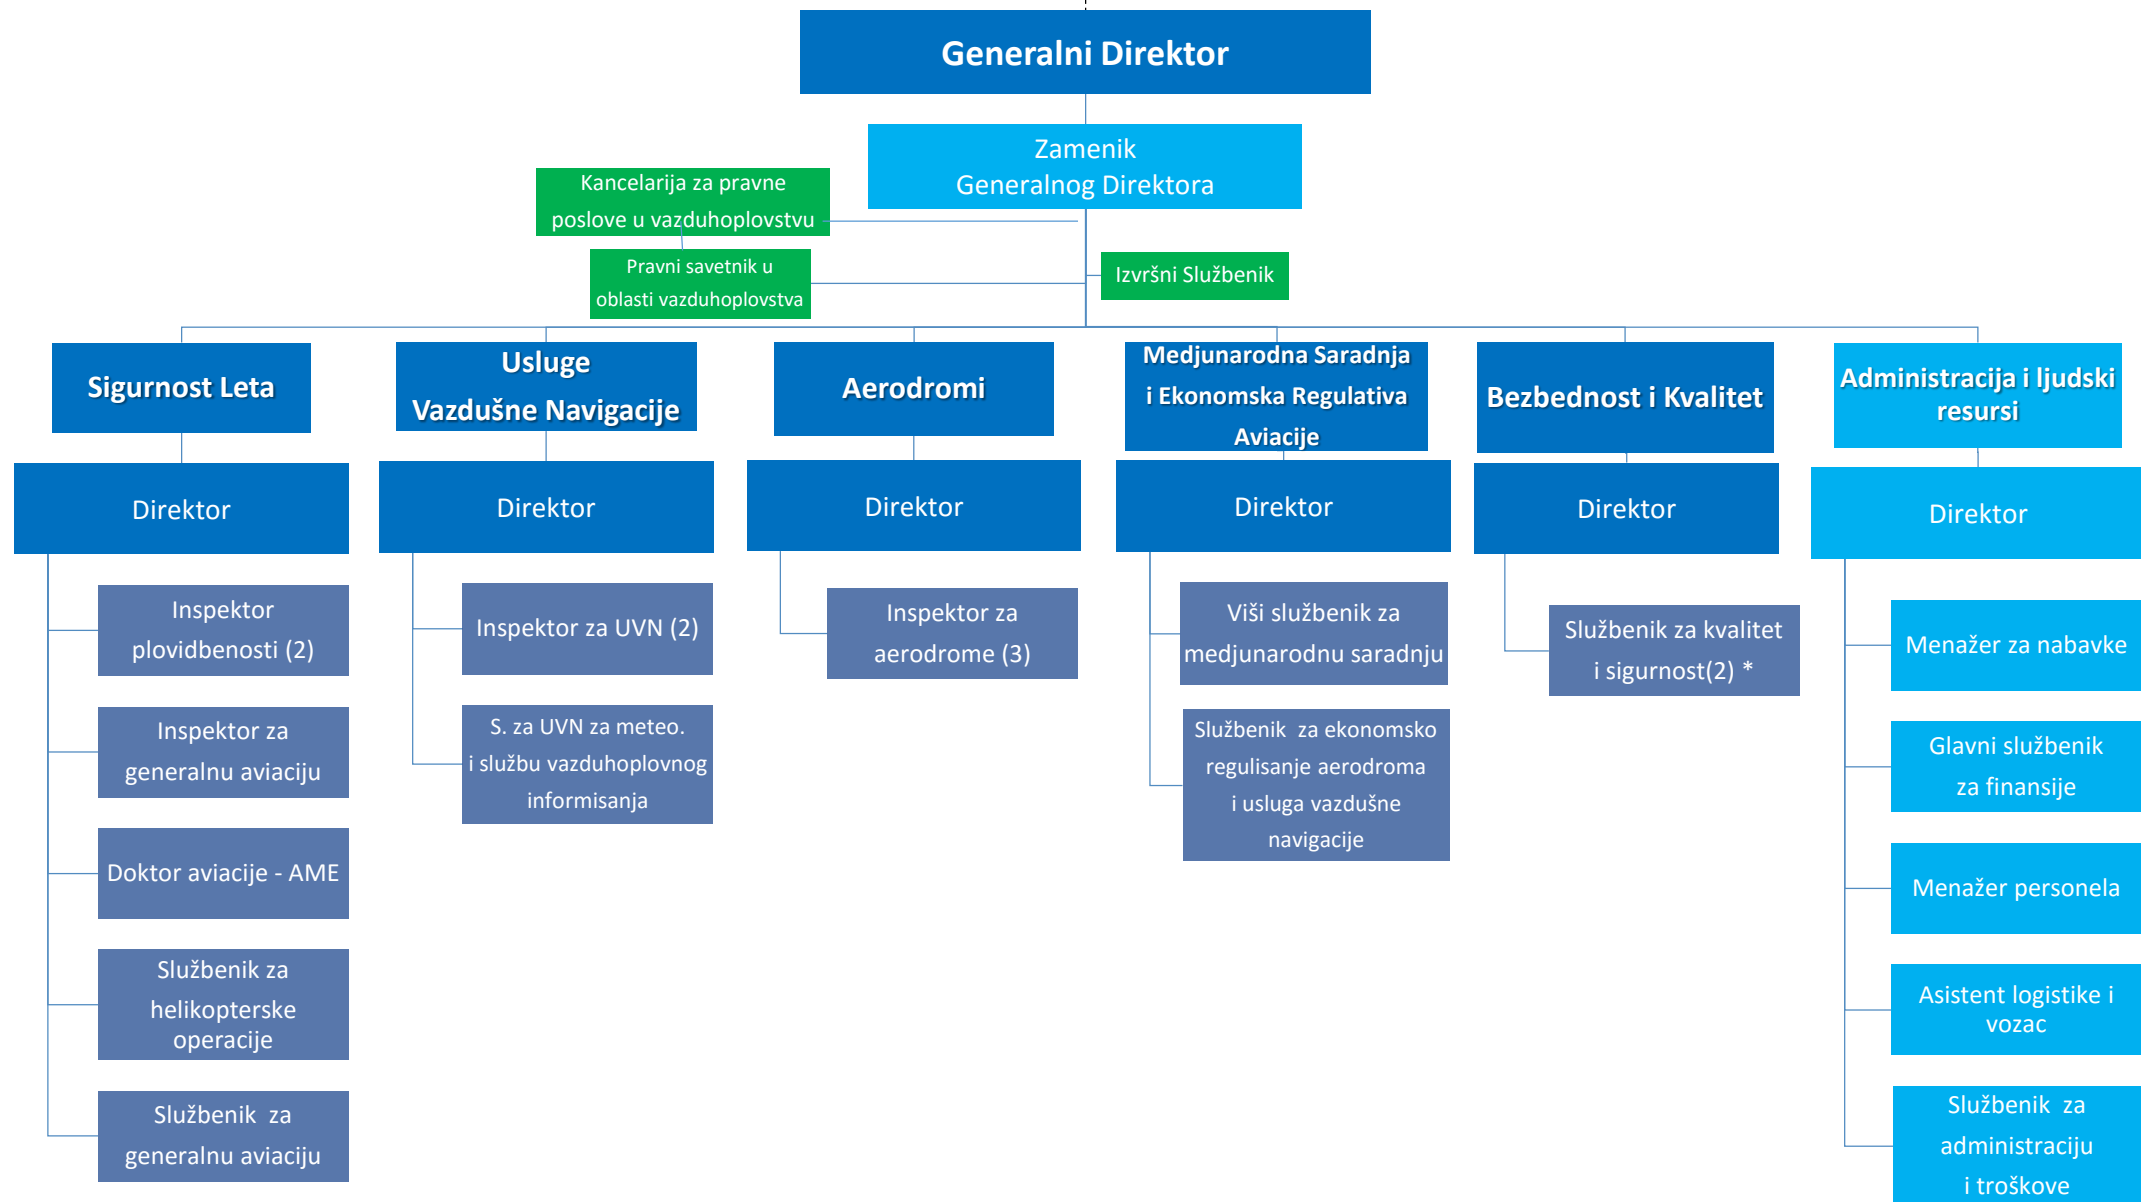 Generalni Direktor
Zamenik
Generalnog Direktora
Kancelarija za pravne
poslove u vazduhoplovstvu
Pravni savetnik u
oblasti vazduhoplovstva
Izvršni Službenik
Sigurnost Leta
Usluge
Vazdušne Navigacije
Aerodromi
Medjunarodna Saradnja
i Ekonomska Regulativa
Aviacije
Bezbednost i Kvalitet
Administracija i ljudski
resursi
Direktor
Direktor
Direktor
Direktor
Direktor
Direktor
Inspektor
plovidbenosti (2)
Inspektor za
generalnu aviaciju
Doktor aviacije - AME
Službenik za
helikopterske
operacije
Službenik  za
generalnu aviaciju
Inspektor za UVN (2)
S. za UVN za meteo.
i službu vazduhoplovnog
informisanja
Inspektor za
aerodrome (3)
Viši službenik za
medjunarodnu saradnju
Službenik  za ekonomsko
regulisanje aerodroma
i usluga vazdušne
navigacije
Službenik za kvalitet
i sigurnost(2) *
Menažer za nabavke
Glavni službenik
za finansije
Menažer personela
Asistent logistike i
vozac
Službenik  za
administraciju
i troškove